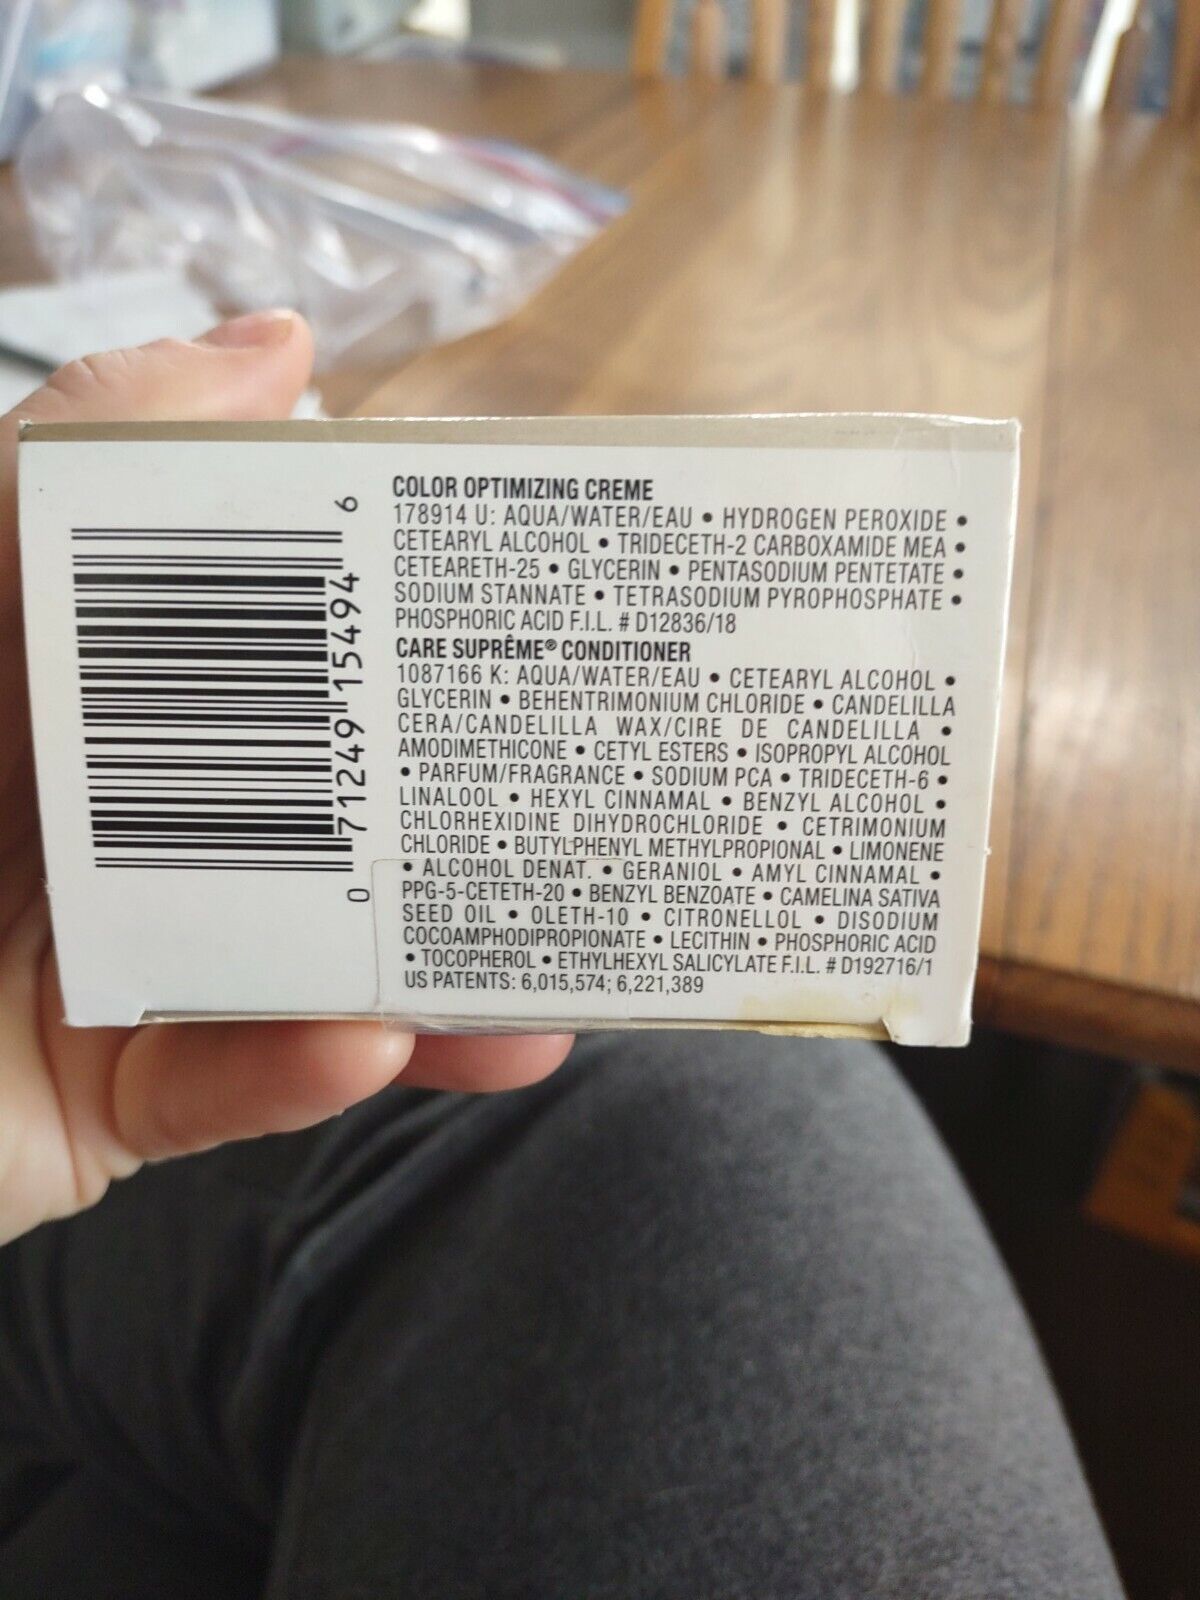 COLOR OPTIMIZING CREME
178914 U: AQUA/WATER/EAU • HYDROGEN PEROXIDE •
CETEARYL ALCOHOL • TRIDECETH-2 CARBOXAMIDE MEA •
CETEARETH-25 • GLYCERIN • PENTASODIUM PENTETATE •
SODIUM STANNATE • TETRASODIUM PYROPHOSPHATE •
PHOSPHORIC ACID F.I.L. # D12836/18
CARE SUPRÊME® CONDITIONER
1087166 K: AQUA/WATER/EAU • CETEARYL ALCOHOL •
GLYCERIN • BEHENTRIMONIUM CHLORIDE • CANDELILLA
CERA/CANDELILLA WAX/CIRE DE CANDELILLA •
AMODIMETHICONE • CETYL ESTERS • ISOPROPYL ALCOHOL
• PARFUM/FRAGRANCE • SODIUM PCA • TRIDECETH-6 •
LINALOOL • HEXYL CINNAMAL • BENZYL ALCOHOL •
CHLORHEXIDINE DIHYDROCHLORIDE • CETRIMONIUM
CHLORIDE • BUTYLPHENYL METHYLPROPIONAL • LIMONENE
• ALCOHOL DENAT. • GERANIOL • AMYL CINNAMAL •
PPG-5-CETETH-20 • BENZYL BENZOATE • CAMELINA SATIVA
SEED OIL • OLETH-10 • CITRONELLOL • DISODIUM
COCOAMPHODIPROPIONATE • LECITHIN • PHOSPHORIC ACID
• TOCOPHEROL • ETHYLHEXYL SALICYLATE F.I.L. # D192716/1
US PATENTS: 6,015,574; 6,221,389
0 71249 15494 6